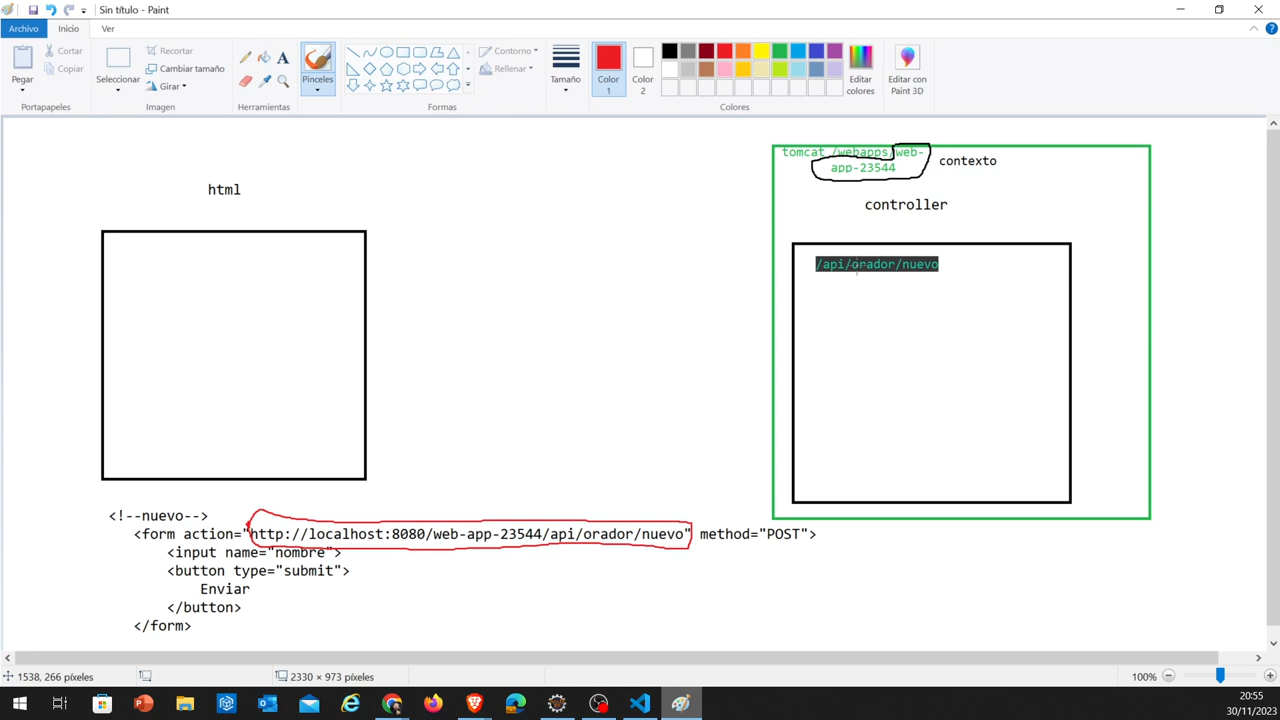 Sin título - Paint
Archivo
Inicio
Ver
Pegar
Cortar
Copiar
Portapapeles
Seleccionar
Recortar
Cambiar tamaño
Girar
Imagen
Herramientas
Pinceles
Contorno
Rellenar
Formas
Tamaño
Color
1
Color
2
Editar
colores
Editar con
Paint 3D
Colores
tomcat /webapps/web-
app-23544
contexto
html
controller
/api/orador/nuevo
<!--nuevo-->
<form action="http://localhost:8080/web-app-23544/api/orador/nuevo" method="POST">
<input name="nombre">
<button type="submit">
Enviar
</button>
</form>
1538, 266 píxeles
2330 × 973 píxeles
100%
20:55
30/11/2023